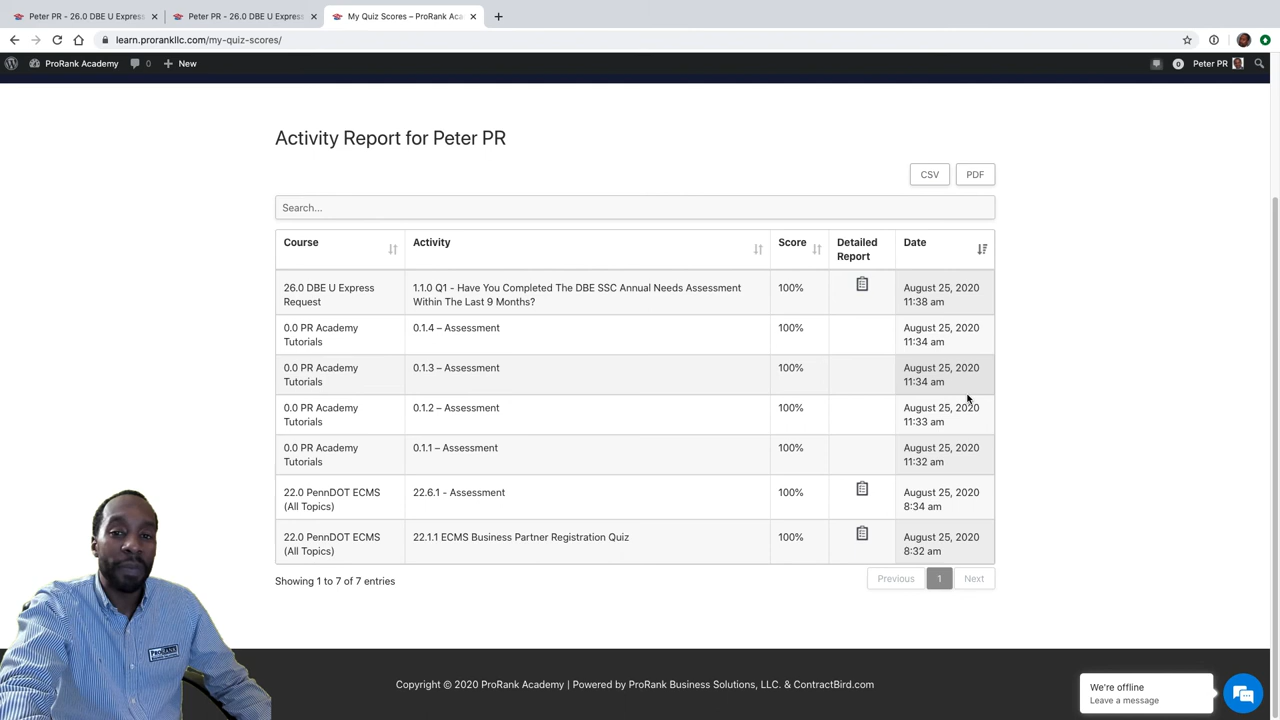 Peter PR - 26.0 DBE U Express
Peter PR - 26.0 DBE U Express
My Quiz Scores – ProRank Aca
learn.prorankllc.com/my-quiz-scores/
ProRank Academy
0
New
0
Peter PR
Activity Report for Peter PR
CSV
PDF
Search...
Course
Activity
Score
Detailed
Report
Date
26.0 DBE U Express
Request
1.1.0 Q1 - Have You Completed The DBE SSC Annual Needs Assessment
Within The Last 9 Months?
100%
August 25, 2020
11:38 am
0.0 PR Academy
Tutorials
0.1.4 – Assessment
100%
August 25, 2020
11:34 am
0.0 PR Academy
Tutorials
0.1.3 – Assessment
100%
August 25, 2020
11:34 am
0.0 PR Academy
Tutorials
0.1.2 – Assessment
100%
August 25, 2020
11:33 am
0.0 PR Academy
Tutorials
0.1.1 – Assessment
100%
August 25, 2020
11:32 am
22.0 PennDOT ECMS
(All Topics)
22.6.1 - Assessment
100%
August 25, 2020
8:34 am
22.0 PennDOT ECMS
(All Topics)
22.1.1 ECMS Business Partner Registration Quiz
100%
August 25, 2020
8:32 am
Showing 1 to 7 of 7 entries
Previous
1
Next
ProRank
Copyright © 2020 ProRank Academy | Powered by ProRank Business Solutions, LLC. & ContractBird.com
We're offline
Leave a message